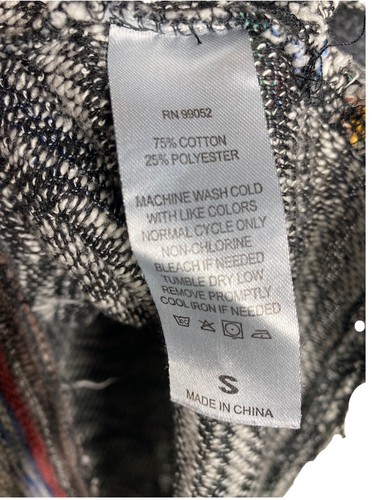 RN 99052
75% COTTON
25% POLYESTER
MACHINE WASH COLD
WITH LIKE COLORS
NORMAL CYCLE ONLY
NON-CHLORINE
BLEACH IF NEEDED
TUMBLE DRY LOW
REMOVE PROMPTLY
COOL IRON IF NEEDED
S
MADE IN CHINA